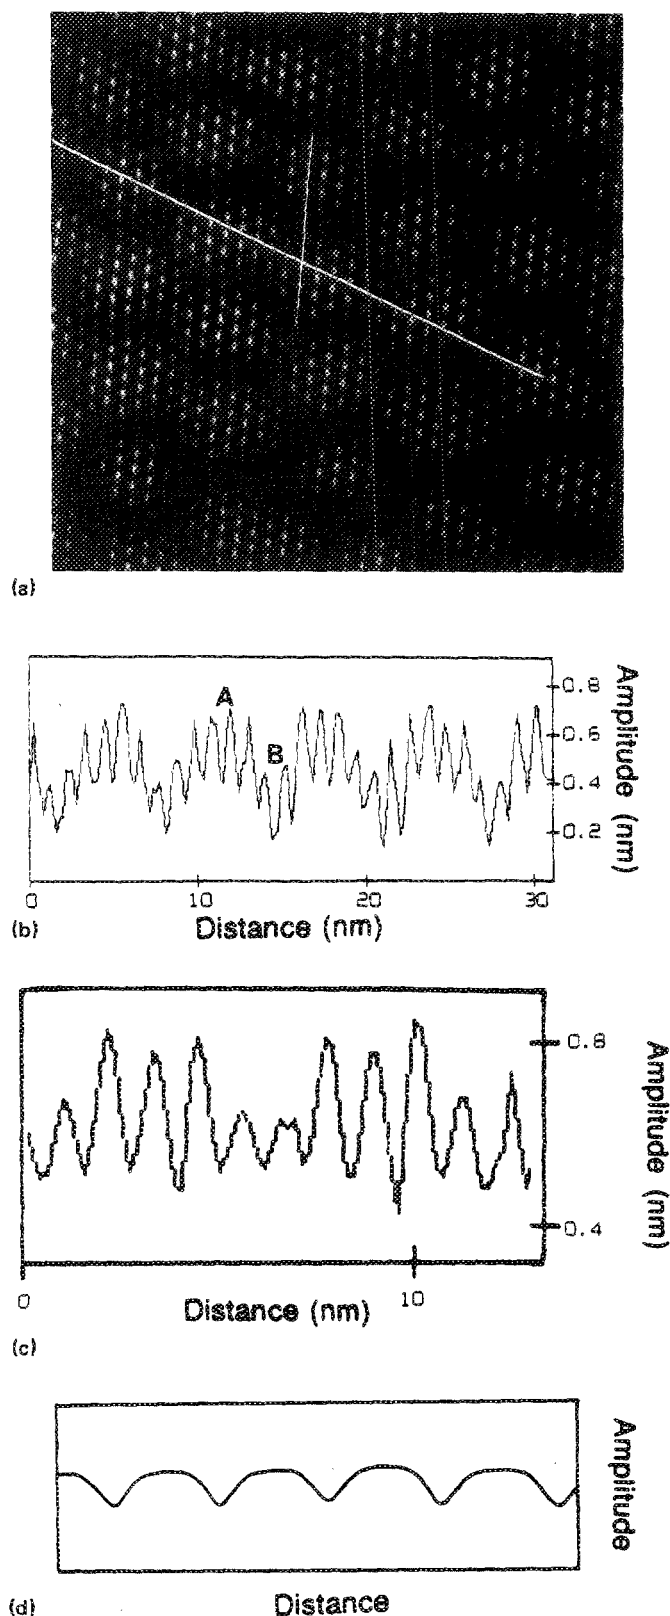 (a)
A
B
0.8
0.6
0.4
0.2
Amplitude (nm)
0 10 20 30
Distance (nm)
(b)
0.8
0.4
Amplitude (nm)
0 10
Distance (nm)
(c)
Amplitude
Distance
(d)